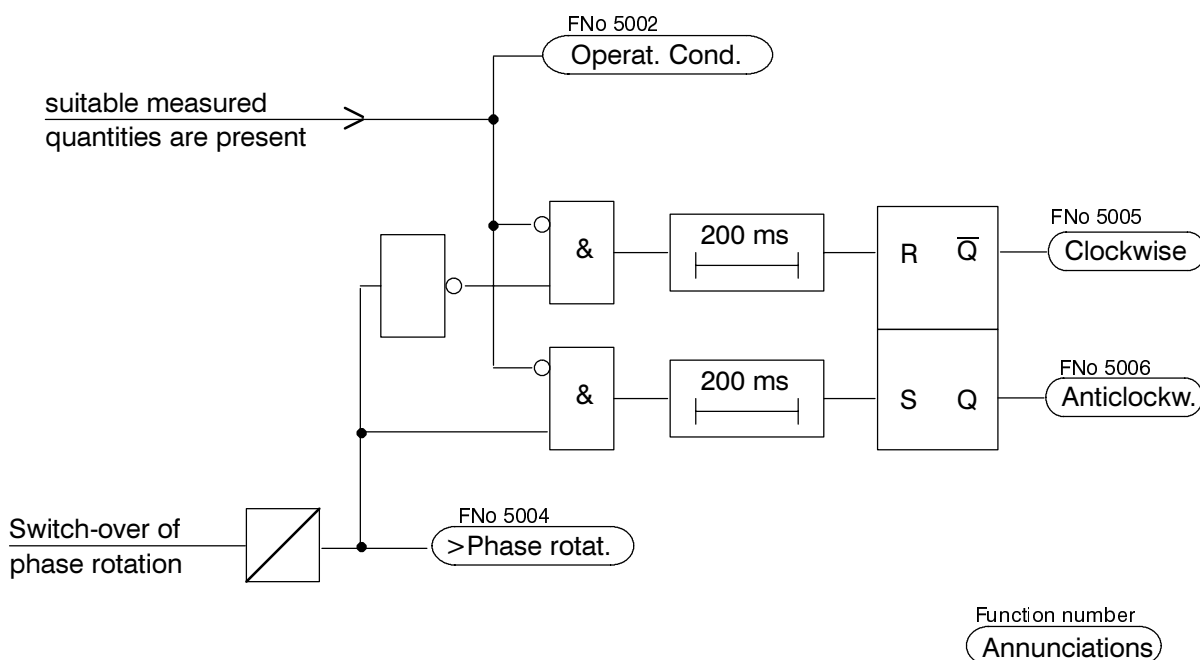 FNo 5002
Operat. Cond.
suitable measured
quantities are present
&
200 ms
R Q̅
FNo 5005
Clockwise
&
200 ms
S Q
FNo 5006
Anticlockw.
Switch-over of
phase rotation
FNo 5004
>Phase rotat.
Function number
Annunciations